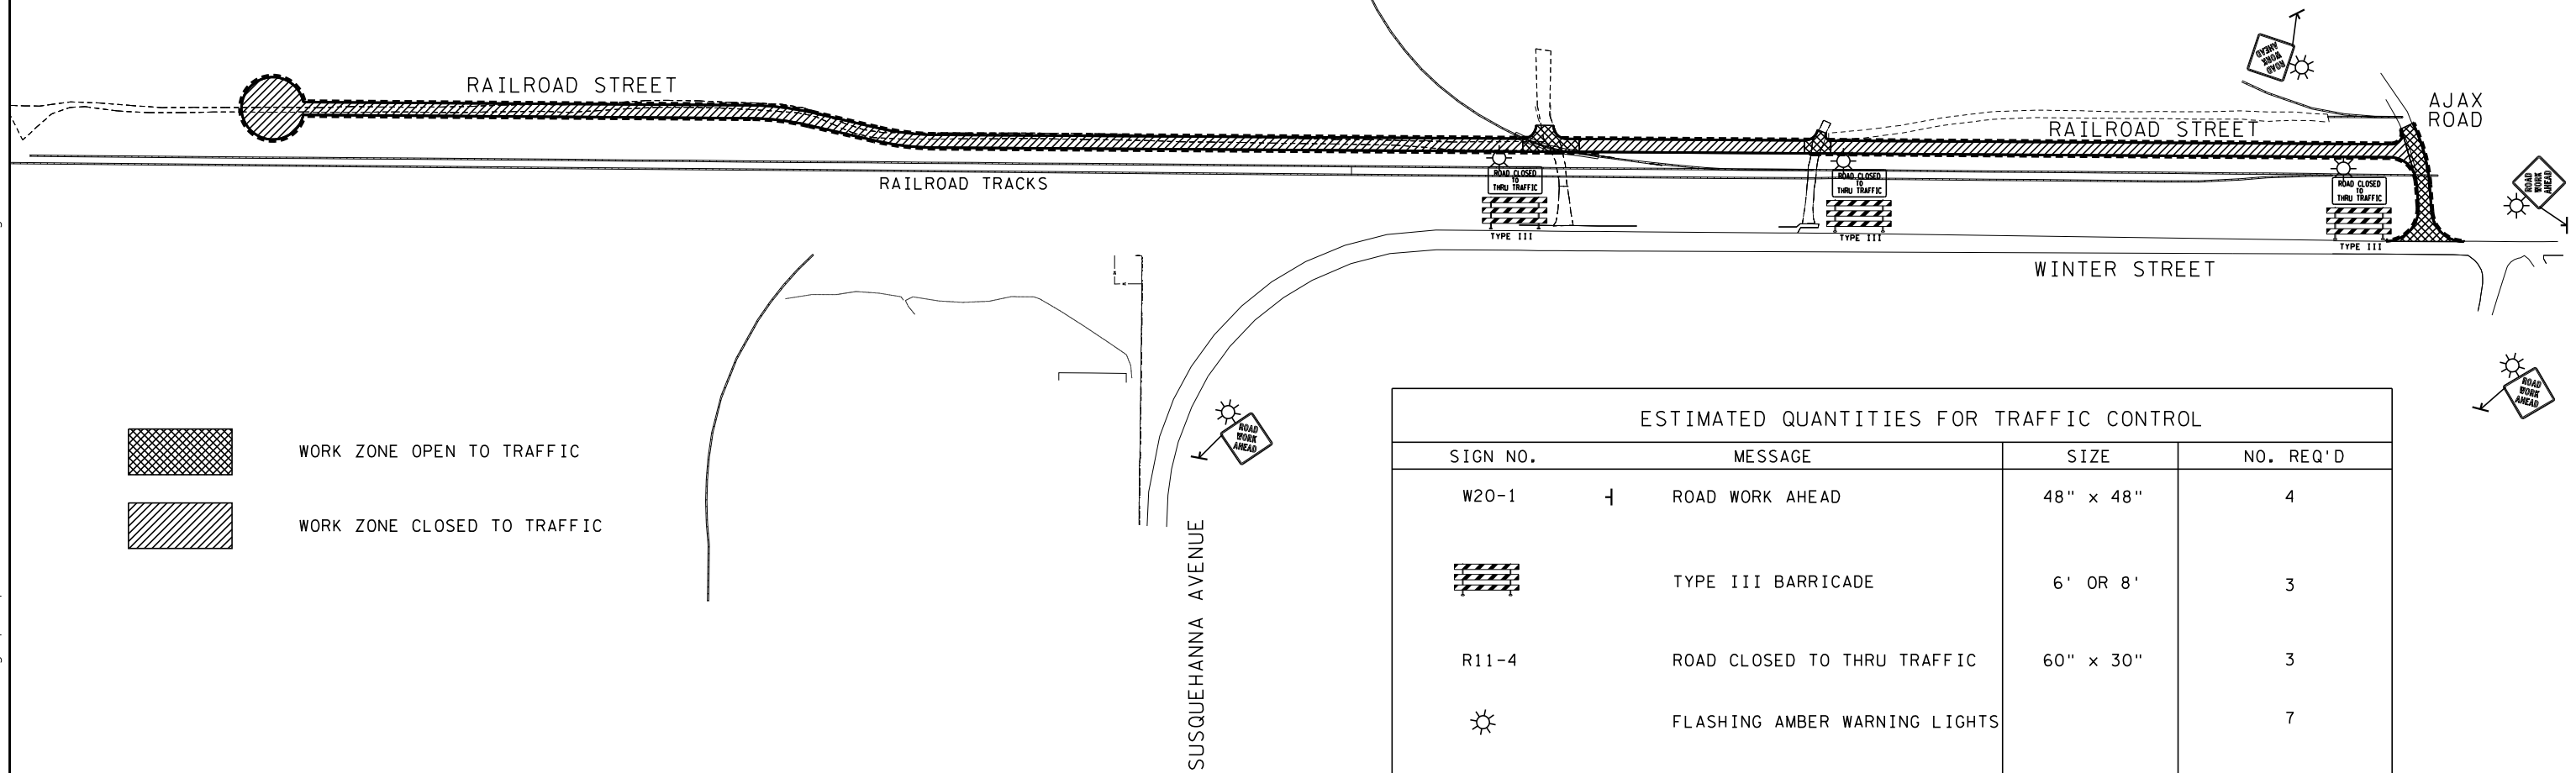 RAILROAD STREET
RAILROAD TRACKS
RAILROAD STREET
AJAX
ROAD
ROAD
WORK
AHEAD
ROAD
WORK
AHEAD
ROAD CLOSED
TO
THRU TRAFFIC
TYPE III
ROAD CLOSED
TO
THRU TRAFFIC
TYPE III
ROAD CLOSED
TO
THRU TRAFFIC
TYPE III
WINTER STREET
ROAD
WORK
AHEAD
ROAD
WORK
AHEAD
SUSQUEHANNA AVENUE
WORK ZONE OPEN TO TRAFFIC
WORK ZONE CLOSED TO TRAFFIC
ESTIMATED QUANTITIES FOR TRAFFIC CONTROL
SIGN NO. MESSAGE SIZE NO. REQ'D
W20-1 ROAD WORK AHEAD 48" x 48" 4
TYPE III BARRICADE 6' OR 8' 3
R11-4 ROAD CLOSED TO THRU TRAFFIC 60" x 30" 3
FLASHING AMBER WARNING LIGHTS 7